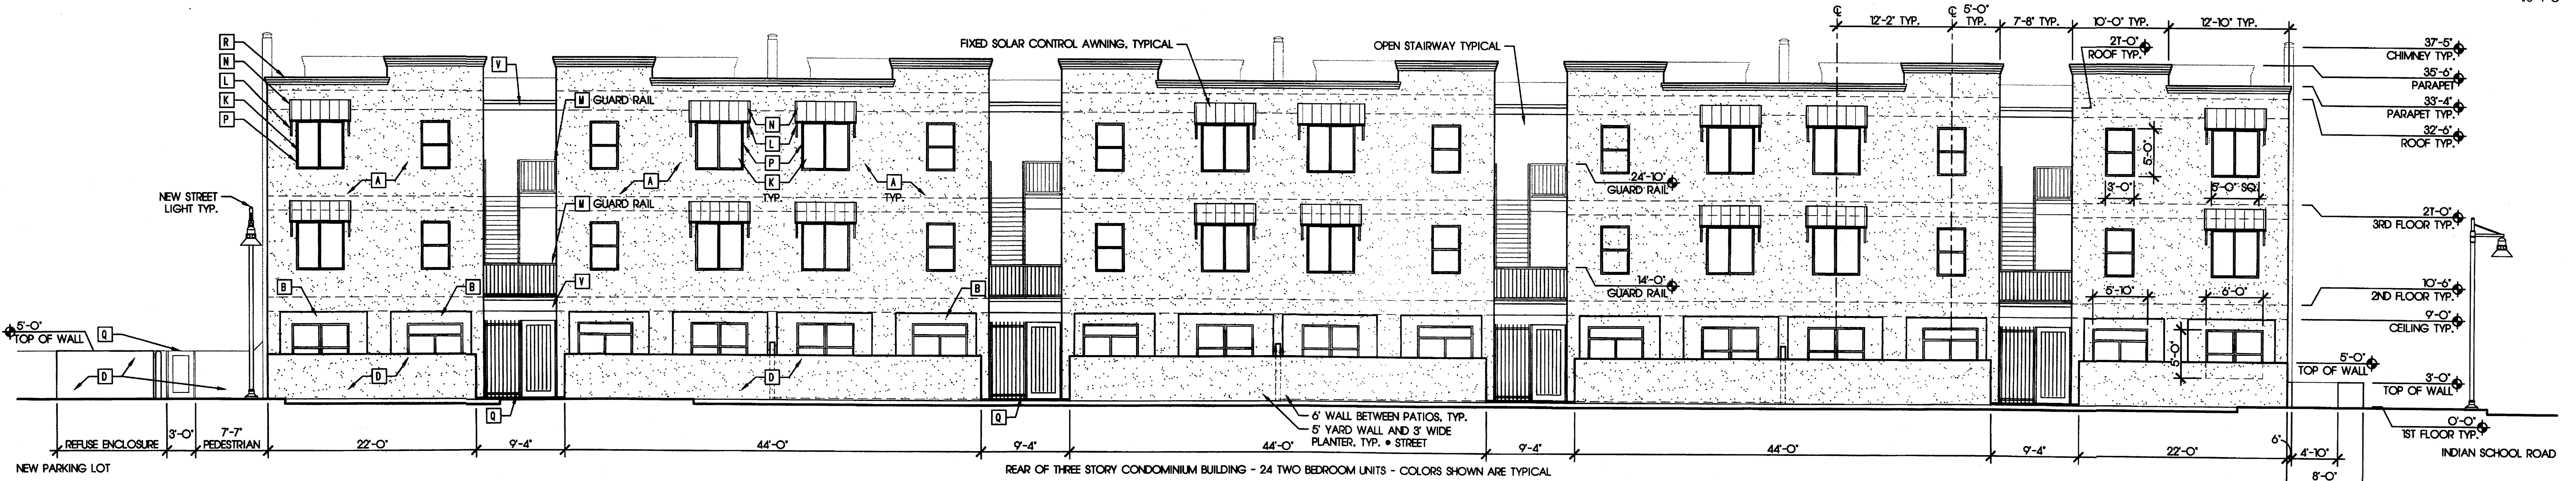 12'-2" TYP.
5'-0"
TYP.
7'-8" TYP.
10'-0" TYP.
12'-10" TYP.
FIXED SOLAR CONTROL AWNING, TYPICAL
OPEN STAIRWAY TYPICAL
R
N
L
K
P
V
M GUARD RAIL
N
L
P
K
TYP.
A
A
A
TYP.
27'-0"
ROOF TYP.
37'-5"
CHIMNEY TYP.
35'-6"
PARAPET
33'-4"
PARAPET TYP.
32'-6"
ROOF TYP.
5'-0"
3'-0"
5'-0" SQ.
24'-10"
GUARD RAIL
NEW STREET
LIGHT TYP.
M GUARD RAIL
27'-0"
3RD FLOOR TYP.
V
B
B
B
14'-0"
GUARD RAIL
5'-10"
6'-0"
5'-0"
10'-6"
2ND FLOOR TYP.
9'-0"
CEILING TYP.
5'-0"
TOP OF WALL
3'-0"
TOP OF WALL
0'-0"
1ST FLOOR TYP.
5'-0"
TOP OF WALL
Q
D
D
D
Q
Q
6' WALL BETWEEN PATIOS, TYP.
5' YARD WALL AND 3' WIDE
PLANTER, TYP. • STREET
REFUSE ENCLOSURE
3'-0"
7'-7"
PEDESTRIAN
22'-0"
9'-4"
44'-0"
9'-4"
44'-0"
9'-4"
44'-0"
9'-4"
22'-0"
6"
4'-10"
8'-0"
NEW PARKING LOT
REAR OF THREE STORY CONDOMINIUM BUILDING - 24 TWO BEDROOM UNITS - COLORS SHOWN ARE TYPICAL
INDIAN SCHOOL ROAD